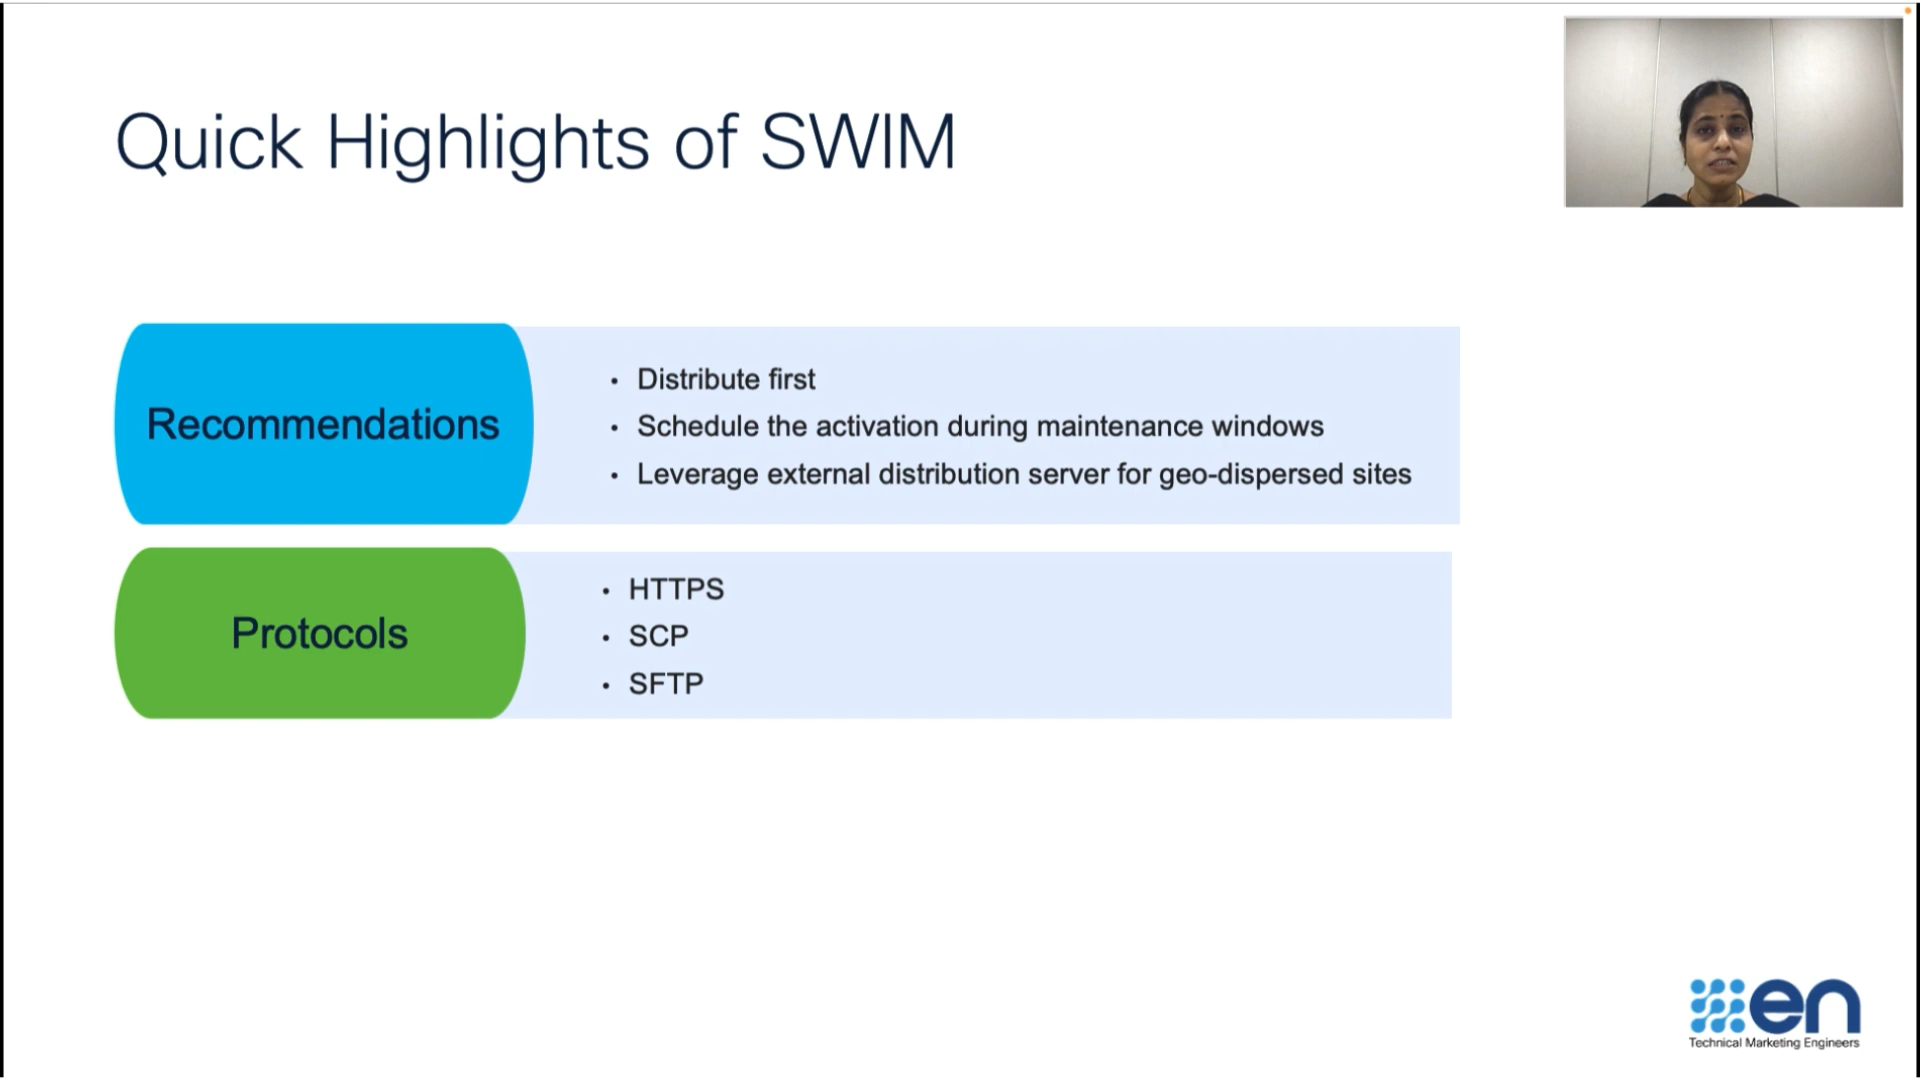 Quick Highlights of SWIM
Recommendations
• Distribute first
• Schedule the activation during maintenance windows
• Leverage external distribution server for geo-dispersed sites
Protocols
• HTTPS
• SCP
• SFTP
en
Technical Marketing Engineers